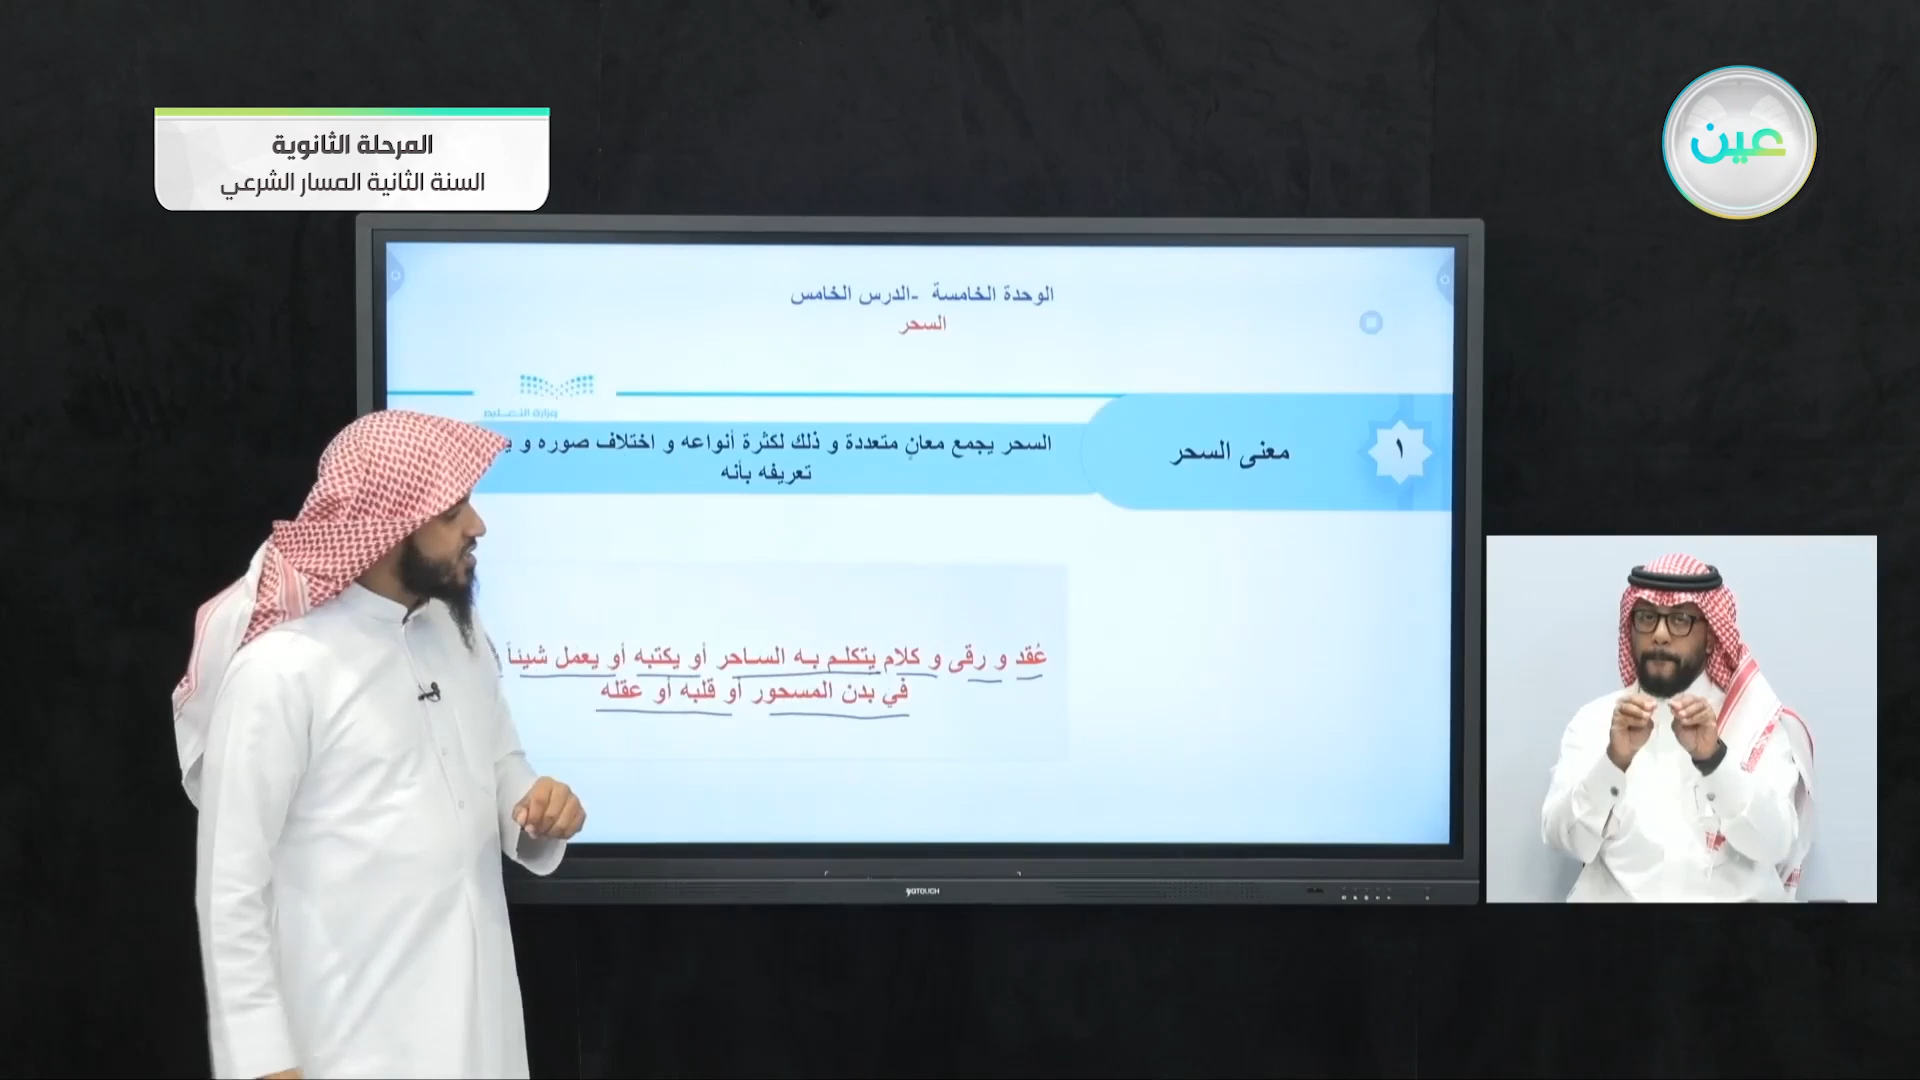 المرحلة الثانوية
السنة الثانية المسار الشرعي
عين
الوحدة الخامسة -الدرس الخامس
السحر
وزارة التعليم
١
معنى السحر
السحر يجمع معانٍ متعددة و ذلك لكثرة أنواعه و اختلاف صوره و
تعريفه بأنه
عُقد و رقى و كلام يتكلم به الساحر أو يكتبه أو يعمل شيئاً
في بدن المسحور أو قلبه أو عقله